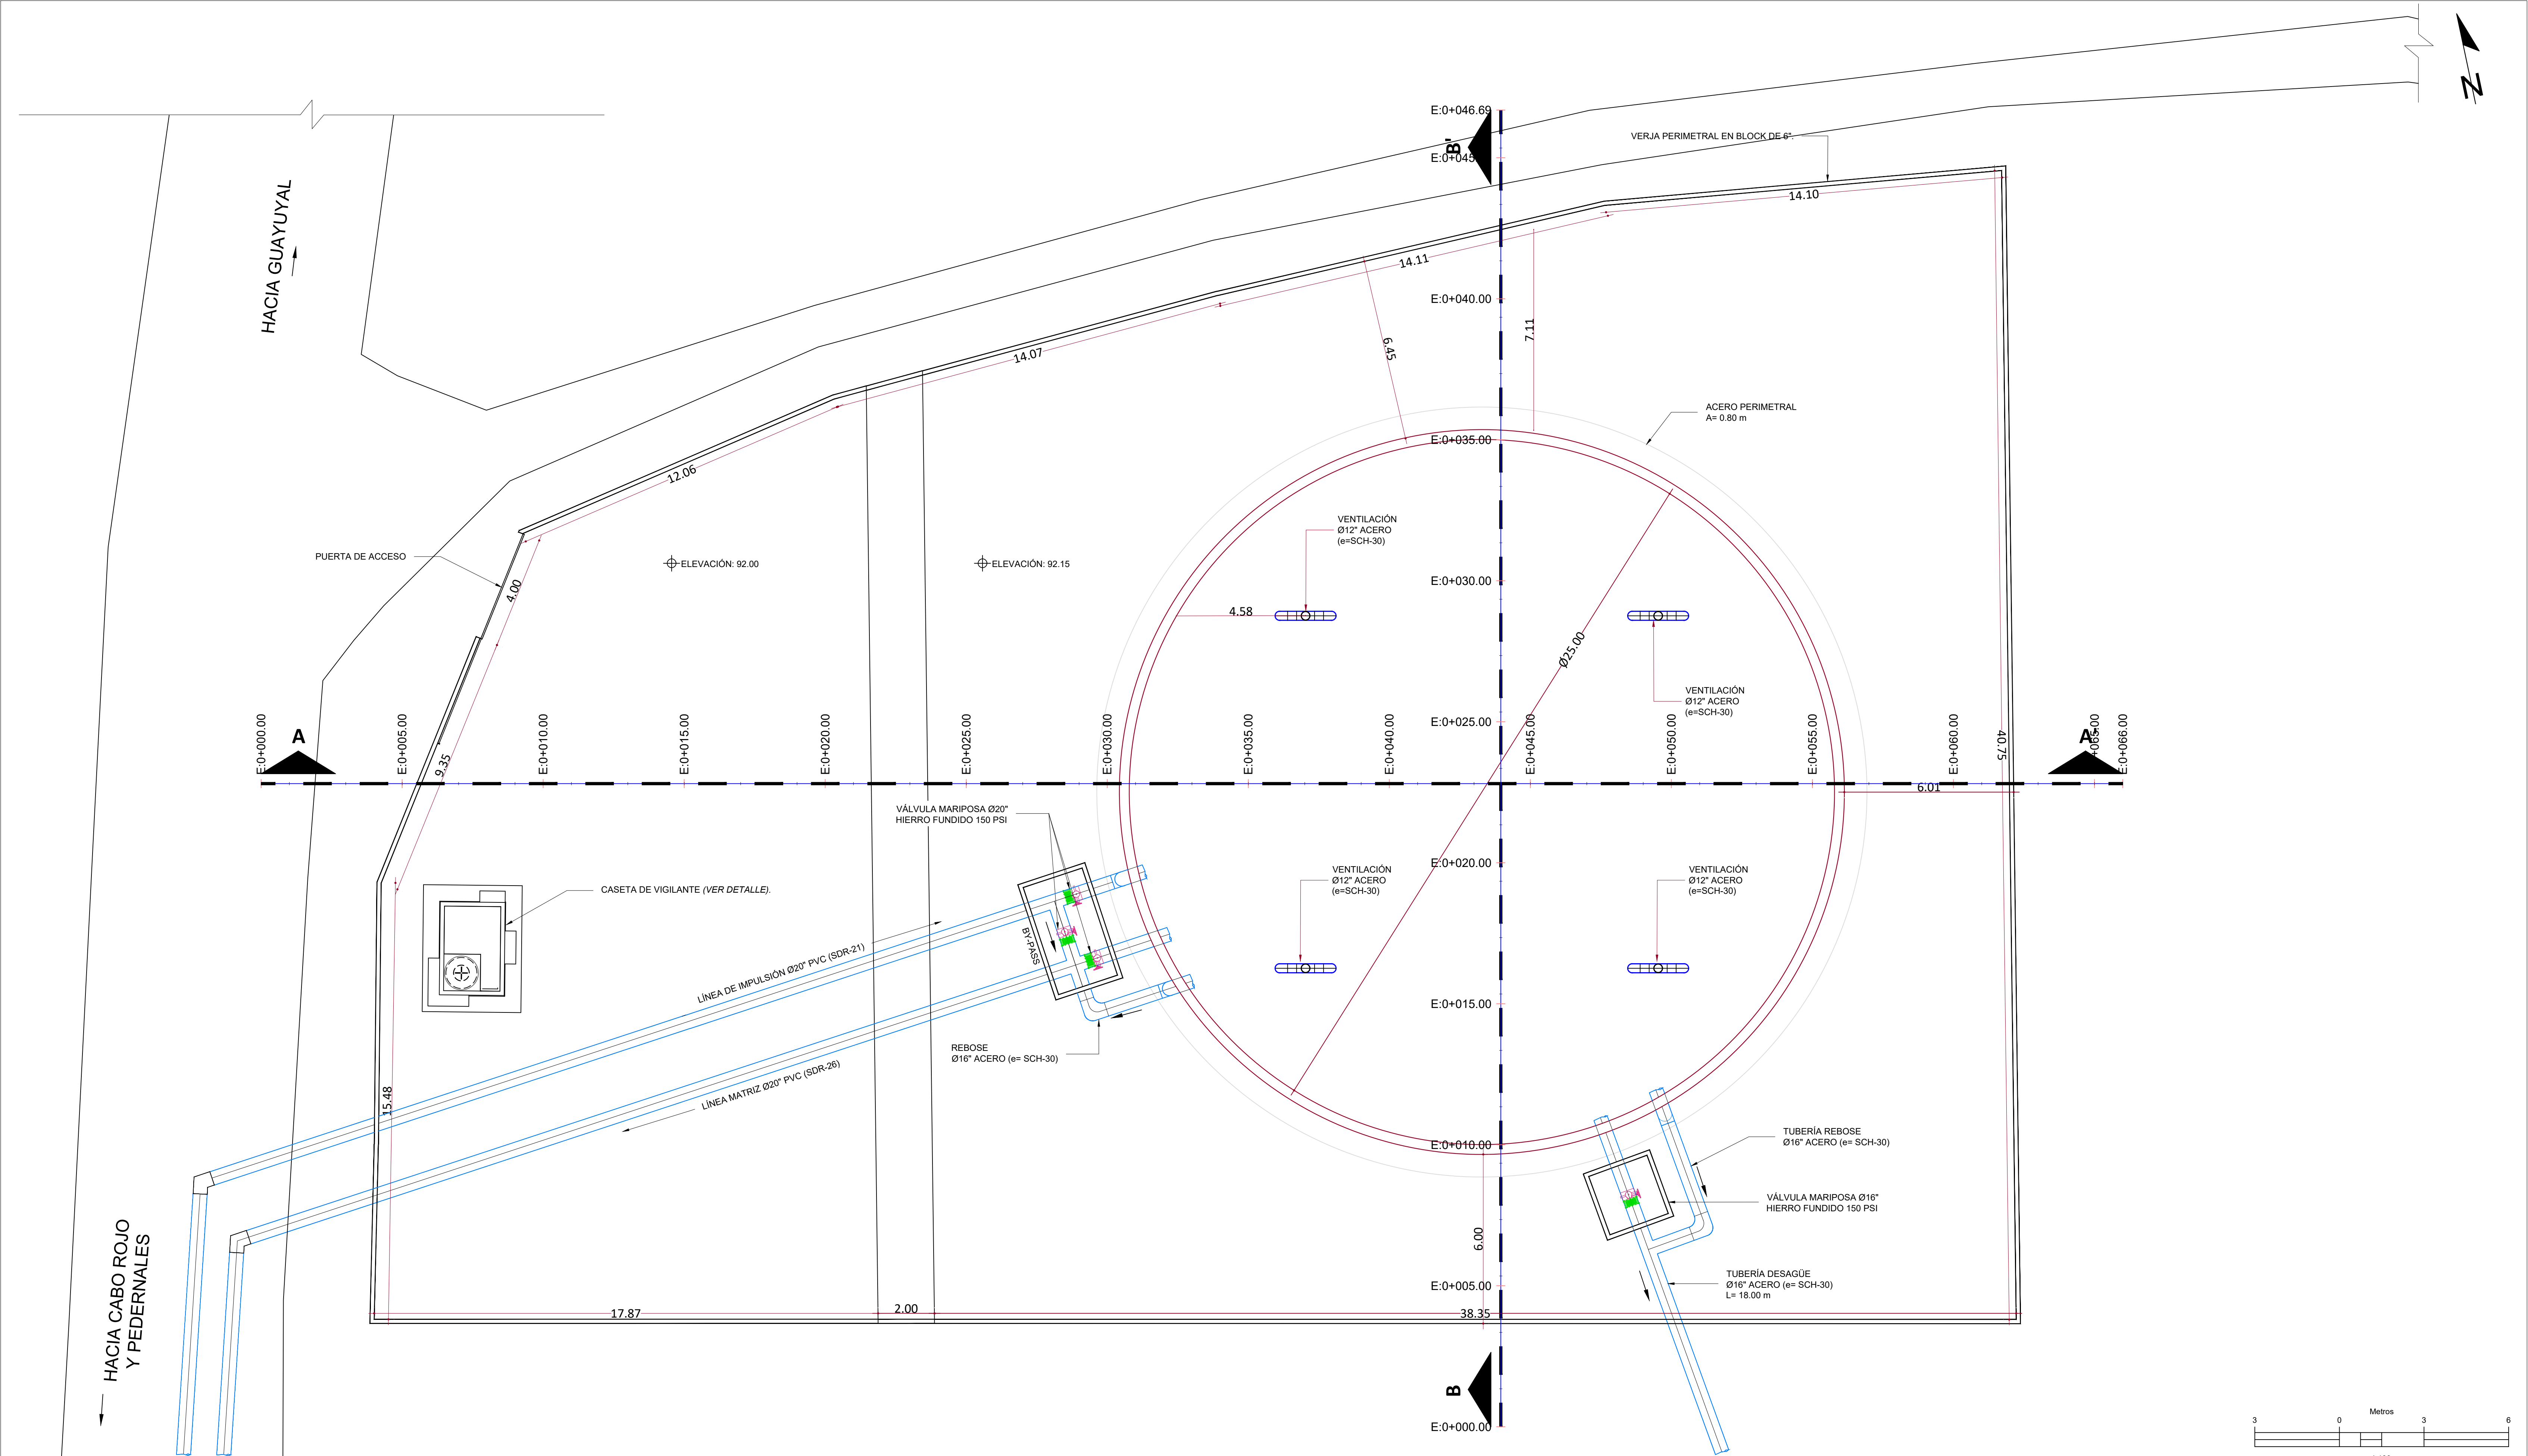 N
E:0+046.69
B'
VERJA PERIMETRAL EN BLOCK DE 6".
HACIA GUAYUYAL
14.10
14.11
E:0+040.00
7.11
6.45
14.07
ACERO PERIMETRAL
A= 0.80 m
E:0+035.00
12.06
VENTILACIÓN
Ø12" ACERO
(e=SCH-30)
PUERTA DE ACCESO
ELEVACIÓN: 92.00
ELEVACIÓN: 92.15
E:0+030.00
4.00
4.58
Ø25.00
VENTILACIÓN
Ø12" ACERO
(e=SCH-30)
E:0+025.00
A
E:0+000.00
E:0+005.00
E:0+010.00
E:0+015.00
E:0+020.00
E:0+025.00
E:0+030.00
E:0+035.00
E:0+040.00
E:0+045.00
E:0+050.00
E:0+055.00
E:0+060.00
E:0+066.00
40.75
9.35
6.01
VÁLVULA MARIPOSA Ø20"
HIERRO FUNDIDO 150 PSI
E:0+020.00
VENTILACIÓN
Ø12" ACERO
(e=SCH-30)
VENTILACIÓN
Ø12" ACERO
(e=SCH-30)
CASETA DE VIGILANTE (VER DETALLE).
BY-PASS
LÍNEA DE IMPULSIÓN Ø20" PVC (SDR-21)
E:0+015.00
REBOSE
Ø16" ACERO (e= SCH-30)
LÍNEA MATRIZ Ø20" PVC (SDR-26)
15.48
TUBERÍA REBOSE
Ø16" ACERO (e= SCH-30)
E:0+010.00
VÁLVULA MARIPOSA Ø16"
HIERRO FUNDIDO 150 PSI
6.00
TUBERÍA DESAGÜE
Ø16" ACERO (e= SCH-30)
L= 18.00 m
E:0+005.00
HACIA CABO ROJO
Y PEDERNALES
17.87
2.00
38.35
B
E:0+000.00
Metros
3 0 3 6